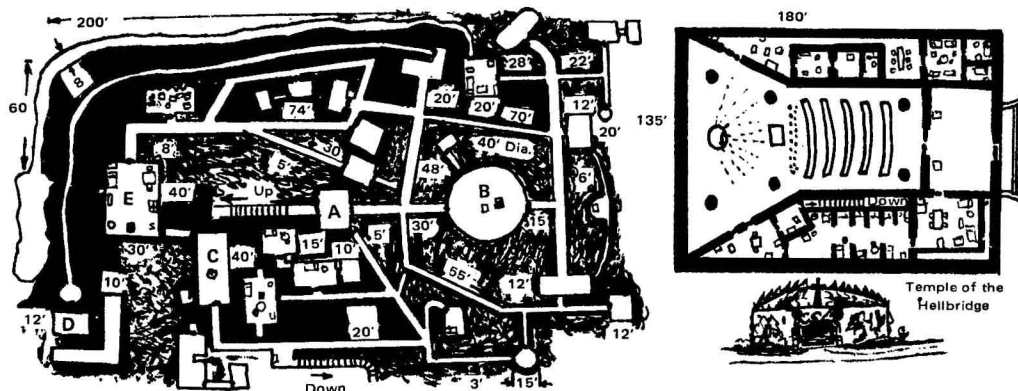 200'
60
8'
74'
30'
5'
8'
40'
Up
S
A
E
S
30'
10'
12'
D
C
40'
15'
10'
5'
U
20'
Down
3'
15'
12'
12'
55'
30'
15
B
48'
40' Dia.
70'
20'
20'
28'
22'
12'
20'
6'
180'
135'
Down
Temple of the
Hellbridge